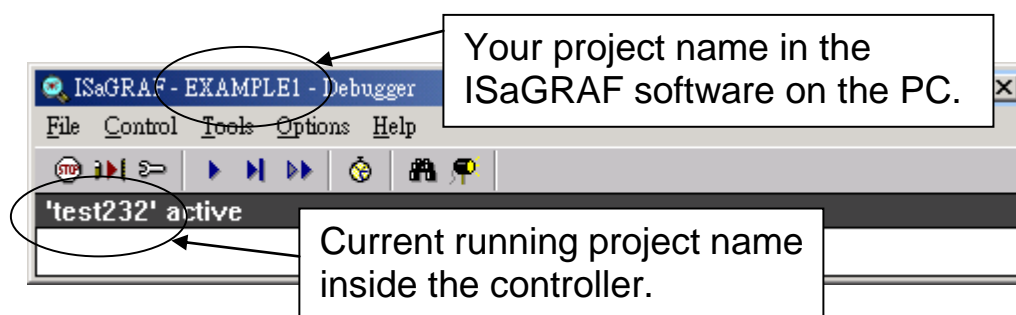 Your project name in the
ISaGRAF software on the PC.
ISaGRAF - EXAMPLE1 - Debugger
File Control Tools Options Help
STOP
'test232' active
Current running project name
inside the controller.